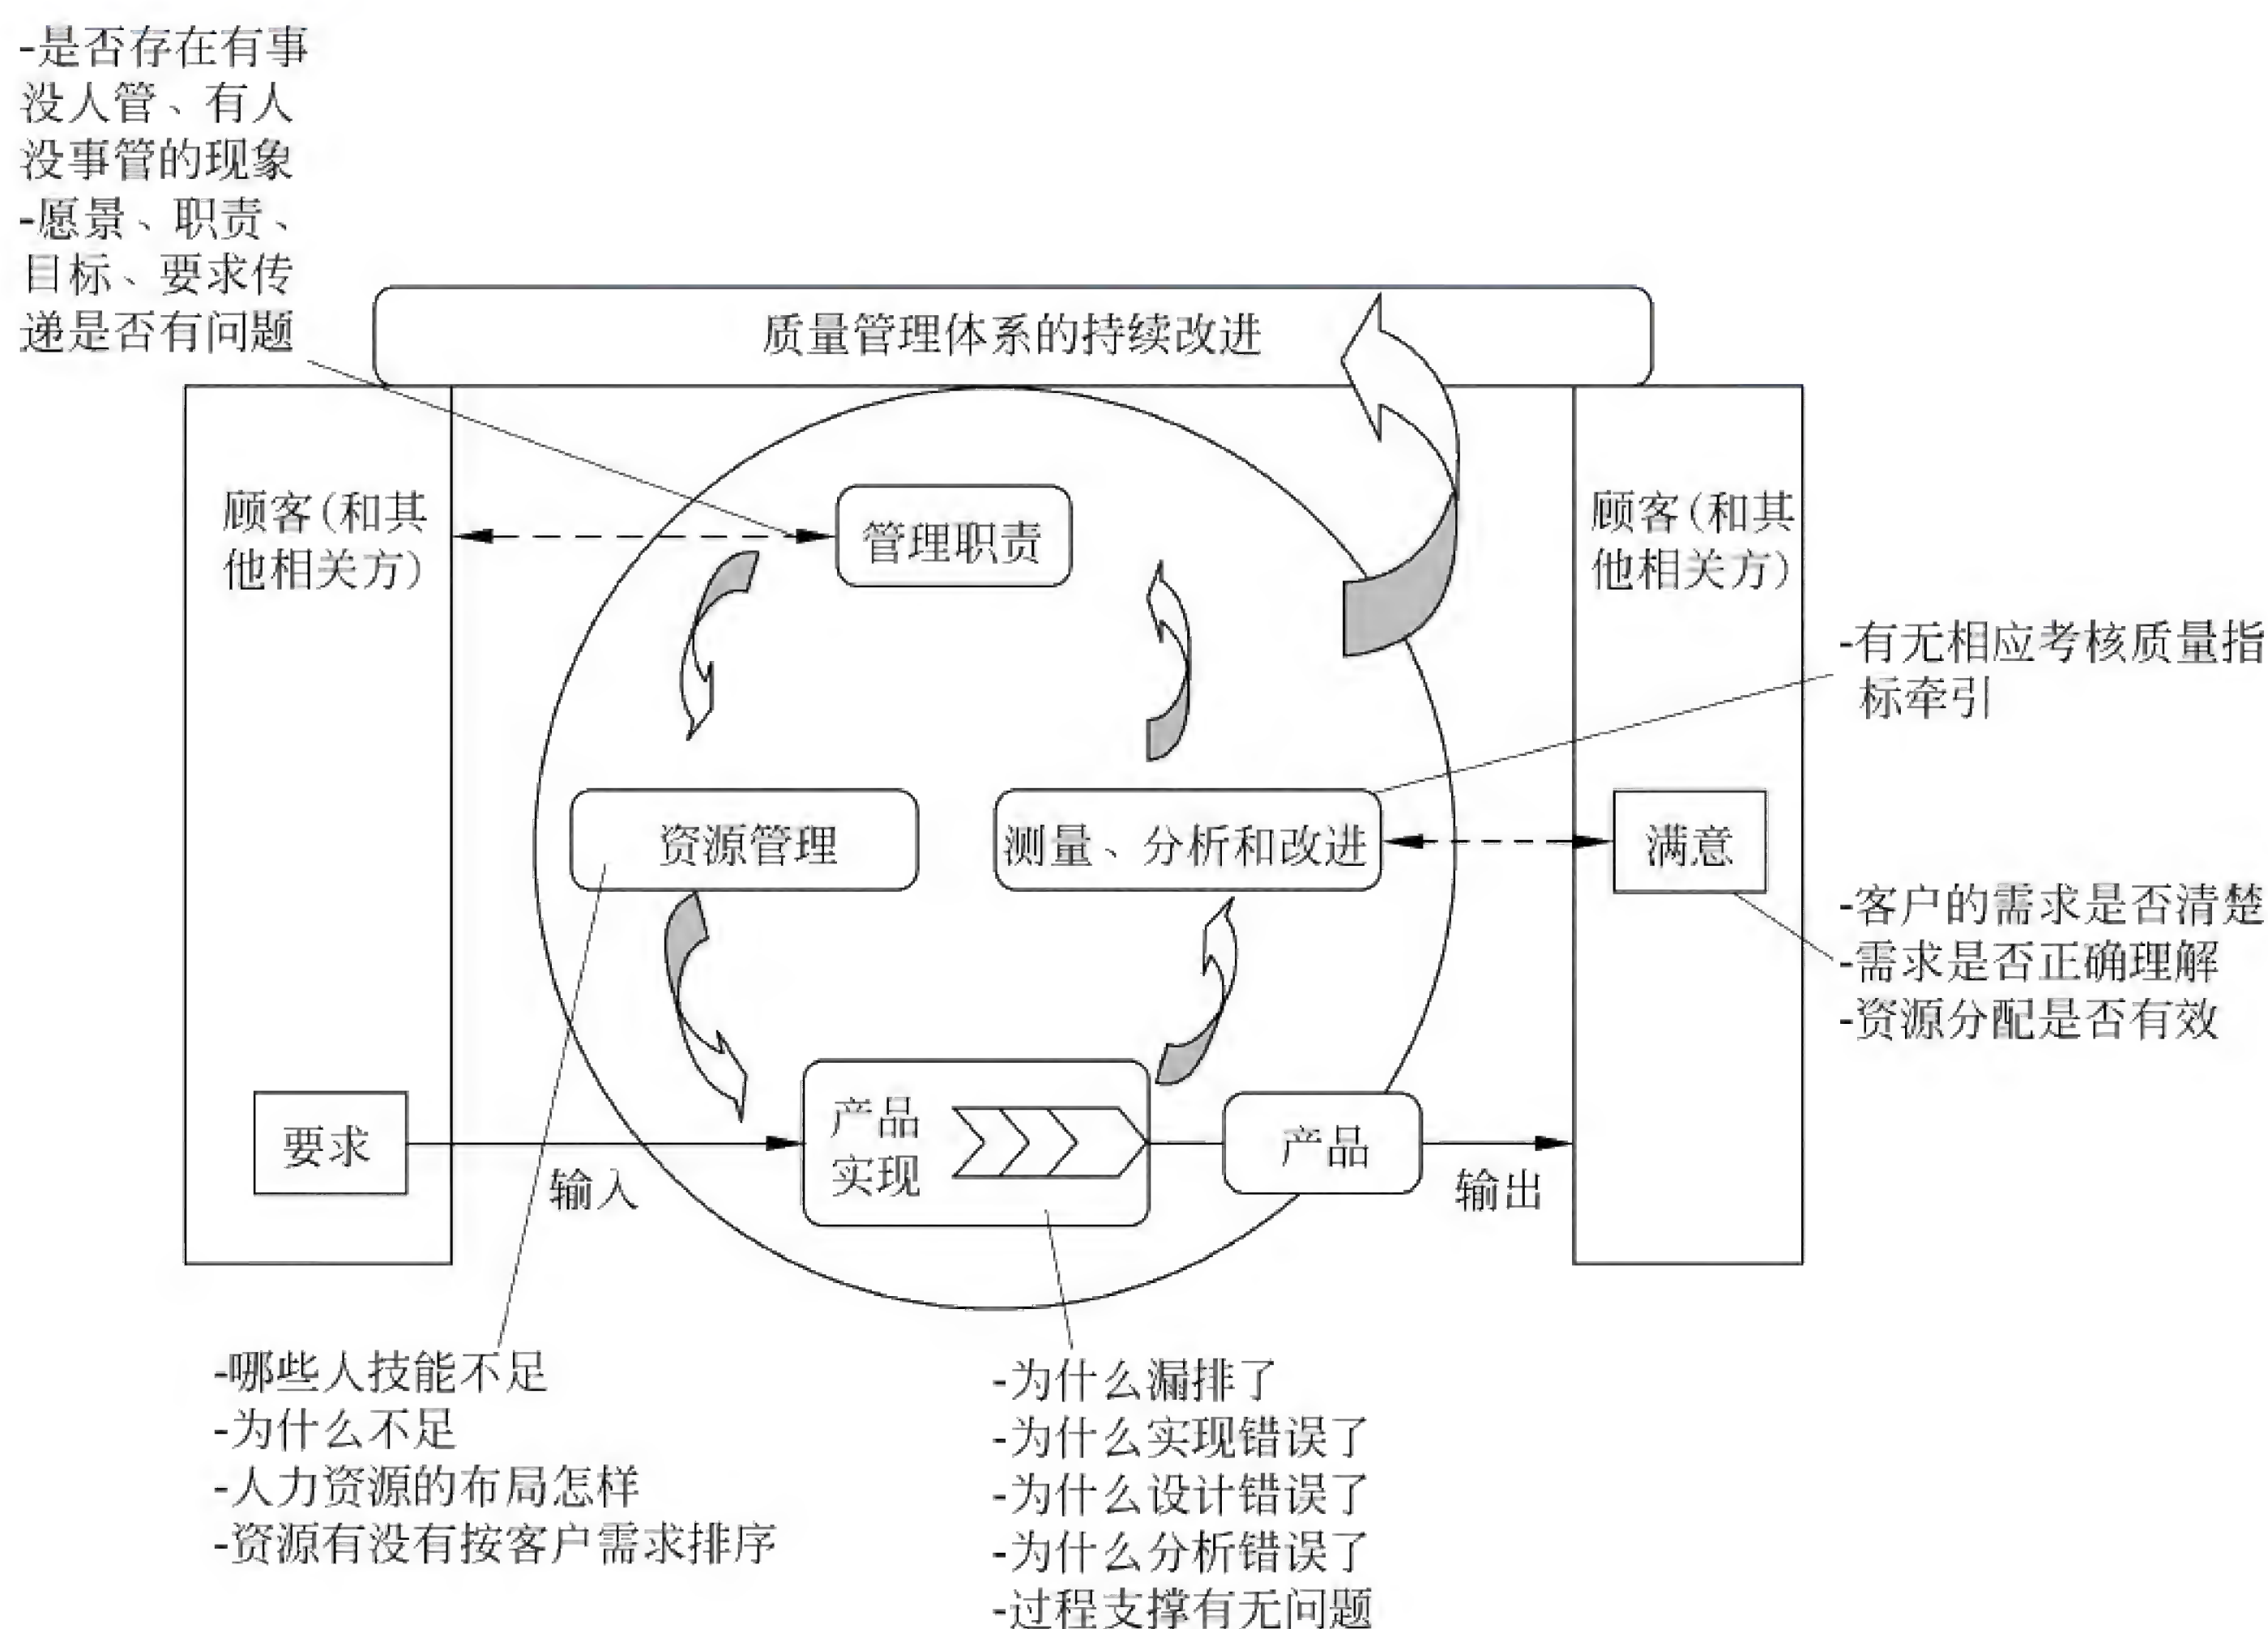 -是否存在有事
没人管、有人
没事管的现象
-愿景、职责、
目标、要求传
递是否有问题
质量管理体系的持续改进
顾客(和其
他相关方)
管理职责
顾客(和其
他相关方)
-有无相应考核质量指
标牵引
资源管理
测量、分析和改进
满意
-客户的需求是否清楚
-需求是否正确理解
-资源分配是否有效
要求
输入
产品
实现
产品
输出
-哪些人技能不足
-为什么不足
-人力资源的布局怎样
-资源有没有按客户需求排序
-为什么漏排了
-为什么实现错误了
-为什么设计错误了
-为什么分析错误了
-过程支撑有无问题